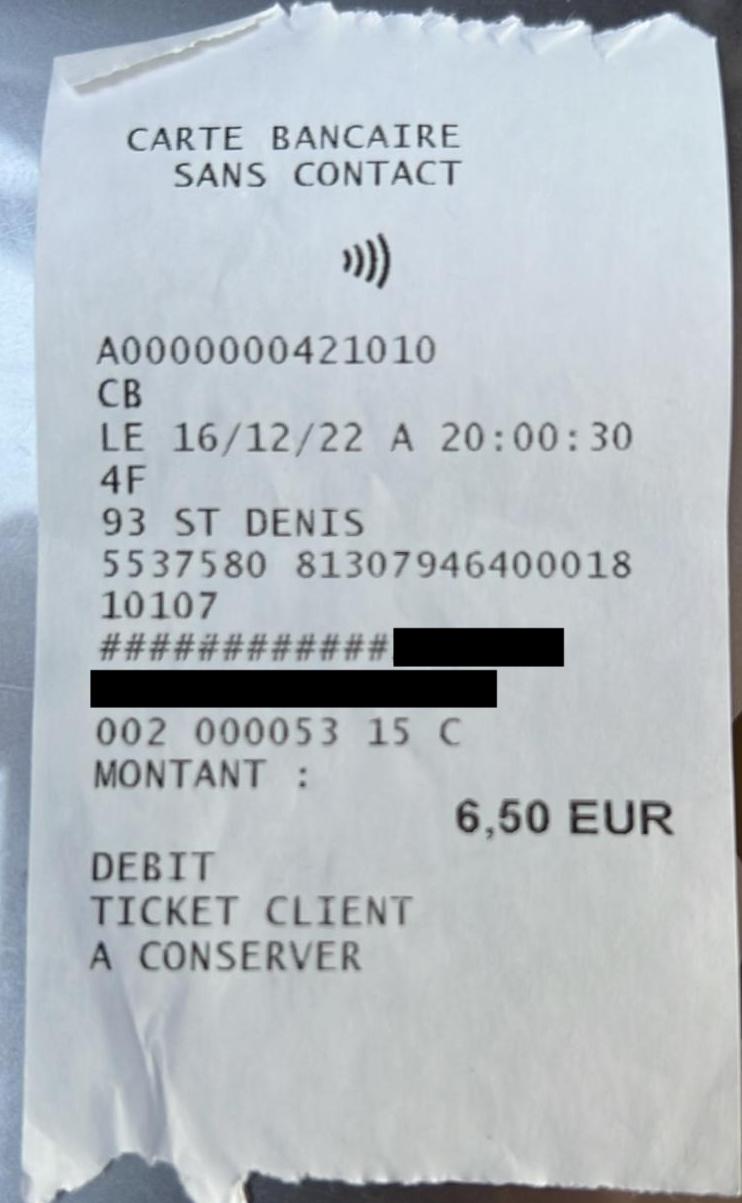 CARTE BANCAIRE
SANS CONTACT
A0000000421010
CB
LE 16/12/22 A 20:00:30
4F
93 ST DENIS
5537580 81307946400018
10107
############
002 000053 15 C
MONTANT :
6,50 EUR
DEBIT
TICKET CLIENT
A CONSERVER